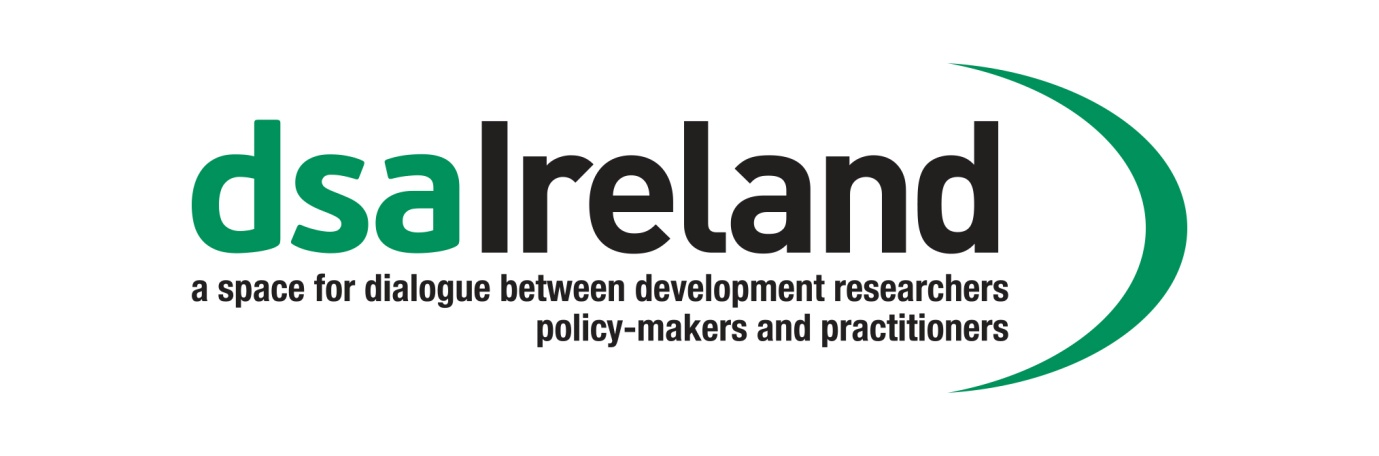 dsaIreland
a space for dialogue between development researchers
policy-makers and practitioners